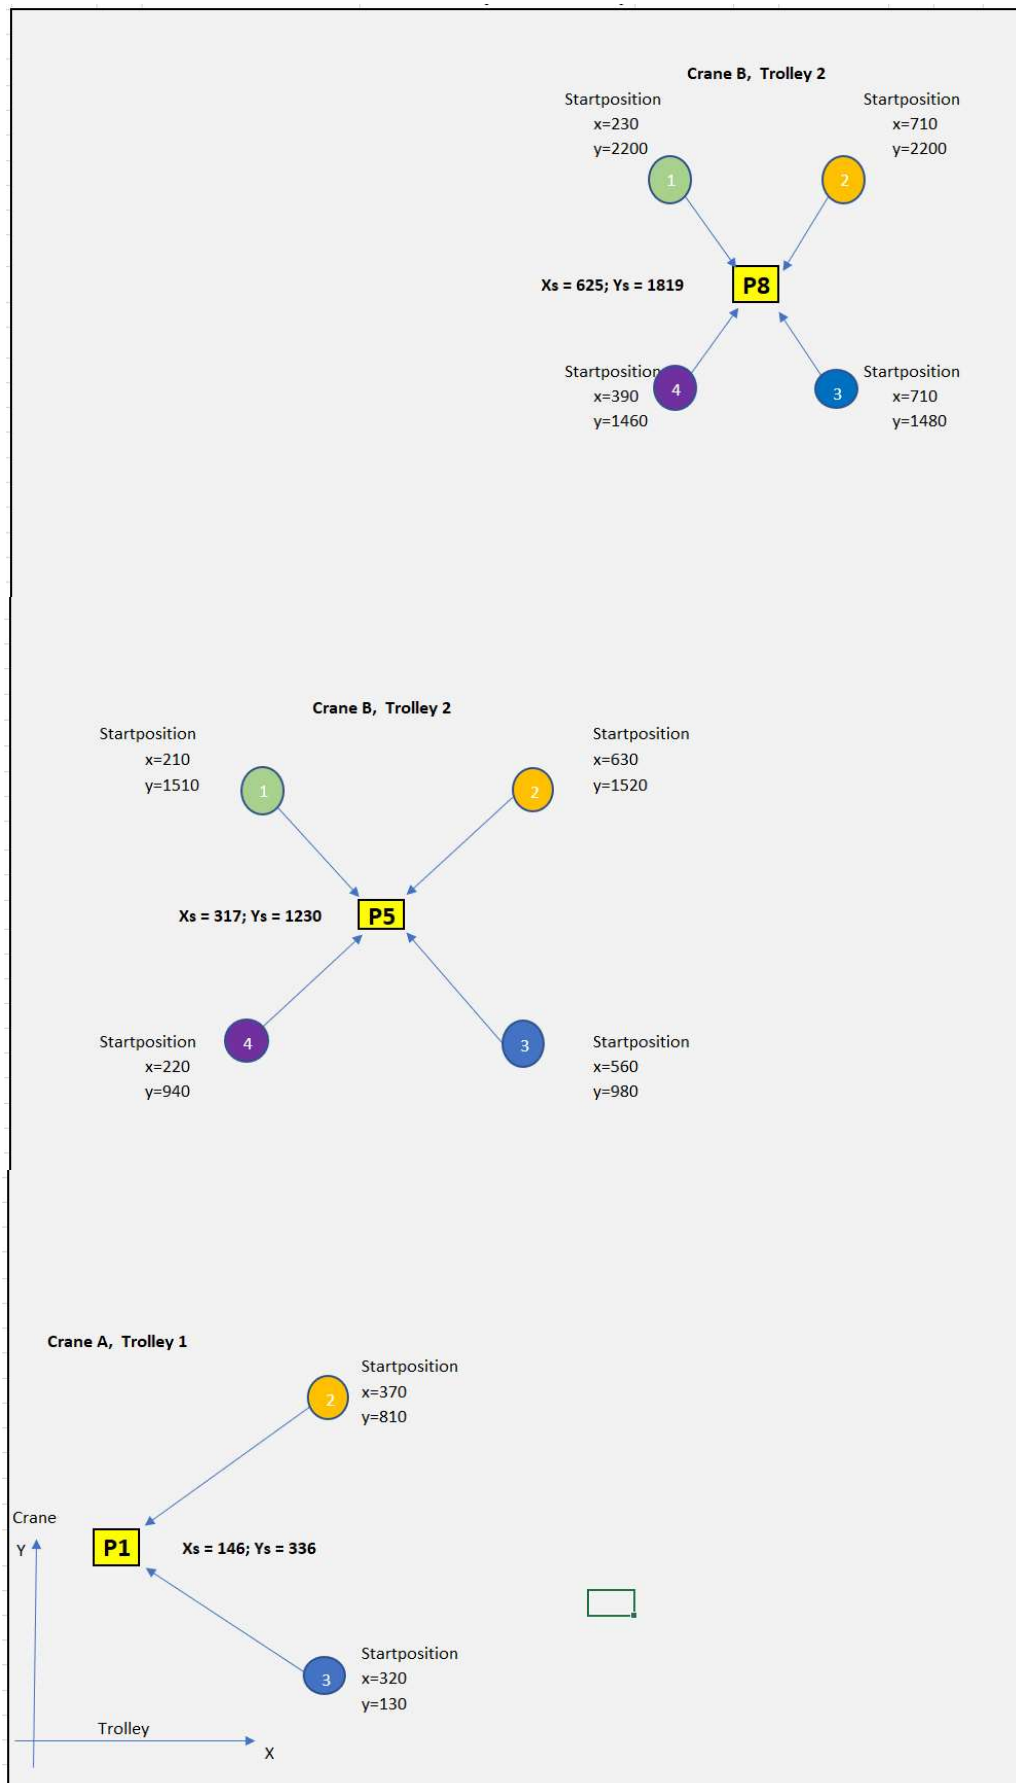 Crane B, Trolley 2
Startposition
x=230
y=2200
Startposition
x=710
y=2200
1
2
Xs = 625; Ys = 1819
P8
Startposition
x=390
y=1460
4
3
Startposition
x=710
y=1480
Crane B, Trolley 2
Startposition
x=210
y=1510
1
2
Startposition
x=630
y=1520
Xs = 317; Ys = 1230
P5
Startposition
x=220
y=940
4
3
Startposition
x=560
y=980
Crane A, Trolley 1
2
Startposition
x=370
y=810
Crane
Y
P1
Xs = 146; Ys = 336
3
Startposition
x=320
y=130
Trolley
X